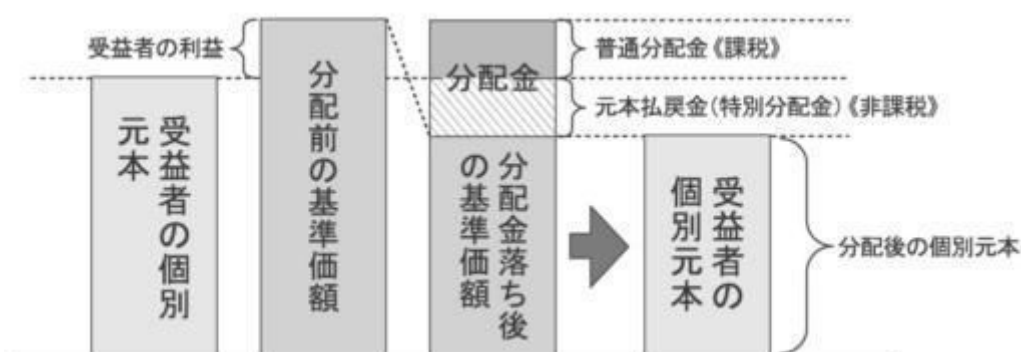 受益者の利益
受益者の個別
元本
分配前の基準価額
分配金
分配金落ち後
の基準価額
普通分配金《課税》
元本払戻金(特別分配金)《非課税》
受益者の
個別元本
分配後の個別元本